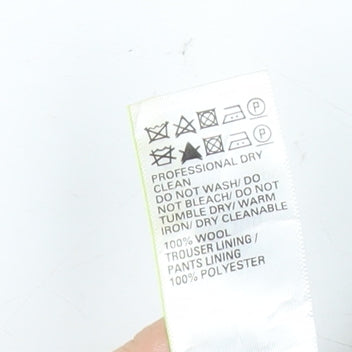 P
P
PROFESSIONAL DRY
CLEAN
DO NOT WASH/ DO
NOT BLEACH/ DO NOT
TUMBLE DRY/ WARM
IRON/ DRY CLEANABLE
100% WOOL
TROUSER LINING /
PANTS LINING
100% POLYESTER